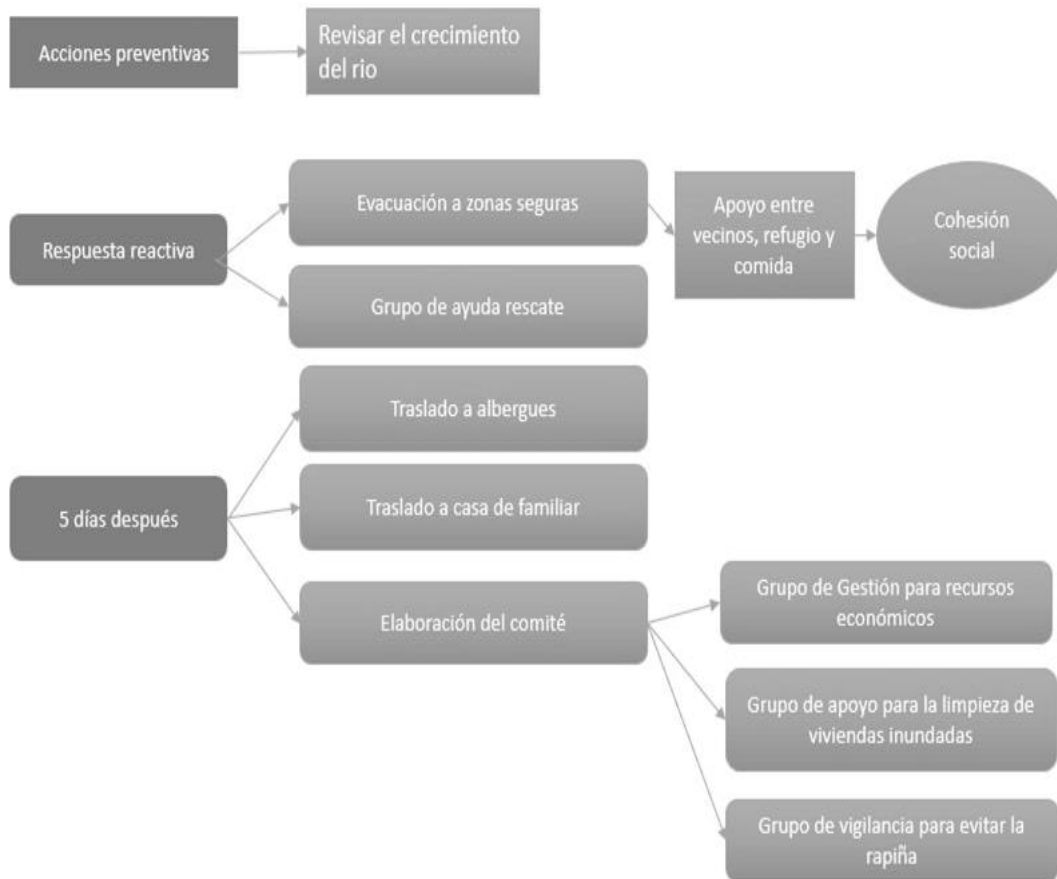 Acciones preventivas
Revisar el crecimiento
del rio
Respuesta reactiva
Evacuación a zonas seguras
Grupo de ayuda rescate
Apoyo entre
vecinos, refugio y
comida
Cohesión
social
5 días después
Traslado a albergues
Traslado a casa de familiar
Elaboración del comité
Grupo de Gestión para recursos
económicos
Grupo de apoyo para la limpieza de
viviendas inundadas
Grupo de vigilancia para evitar la
rapiña